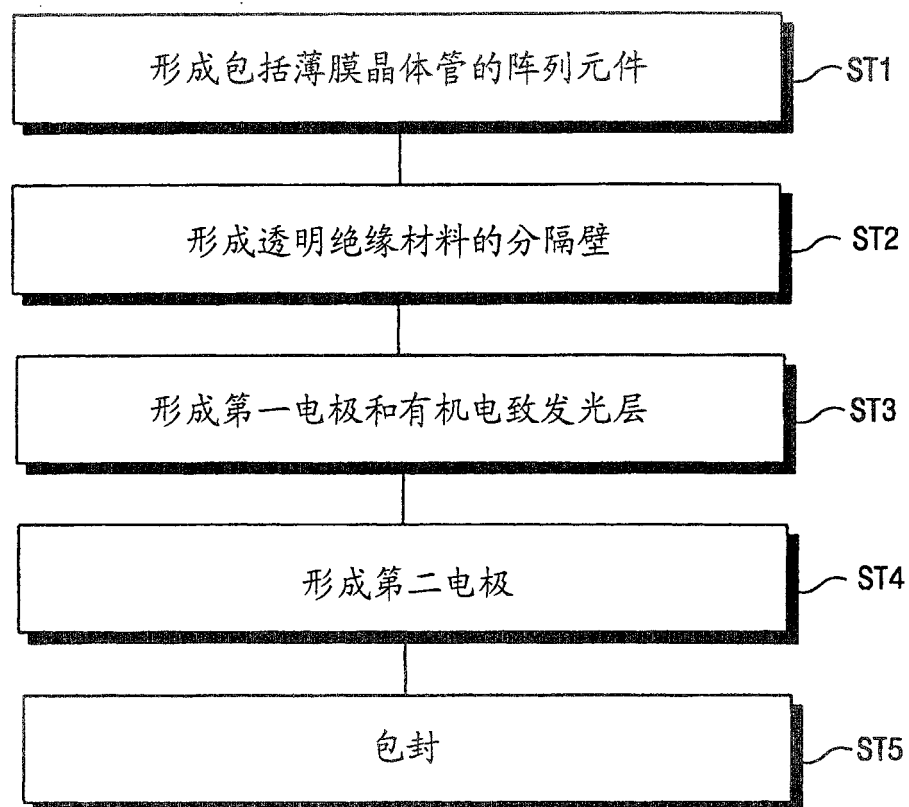 形成包括薄膜晶体管的阵列元件
ST1
形成透明绝缘材料的分隔壁
ST2
形成第一电极和有机电致发光层
ST3
形成第二电极
ST4
包封
ST5